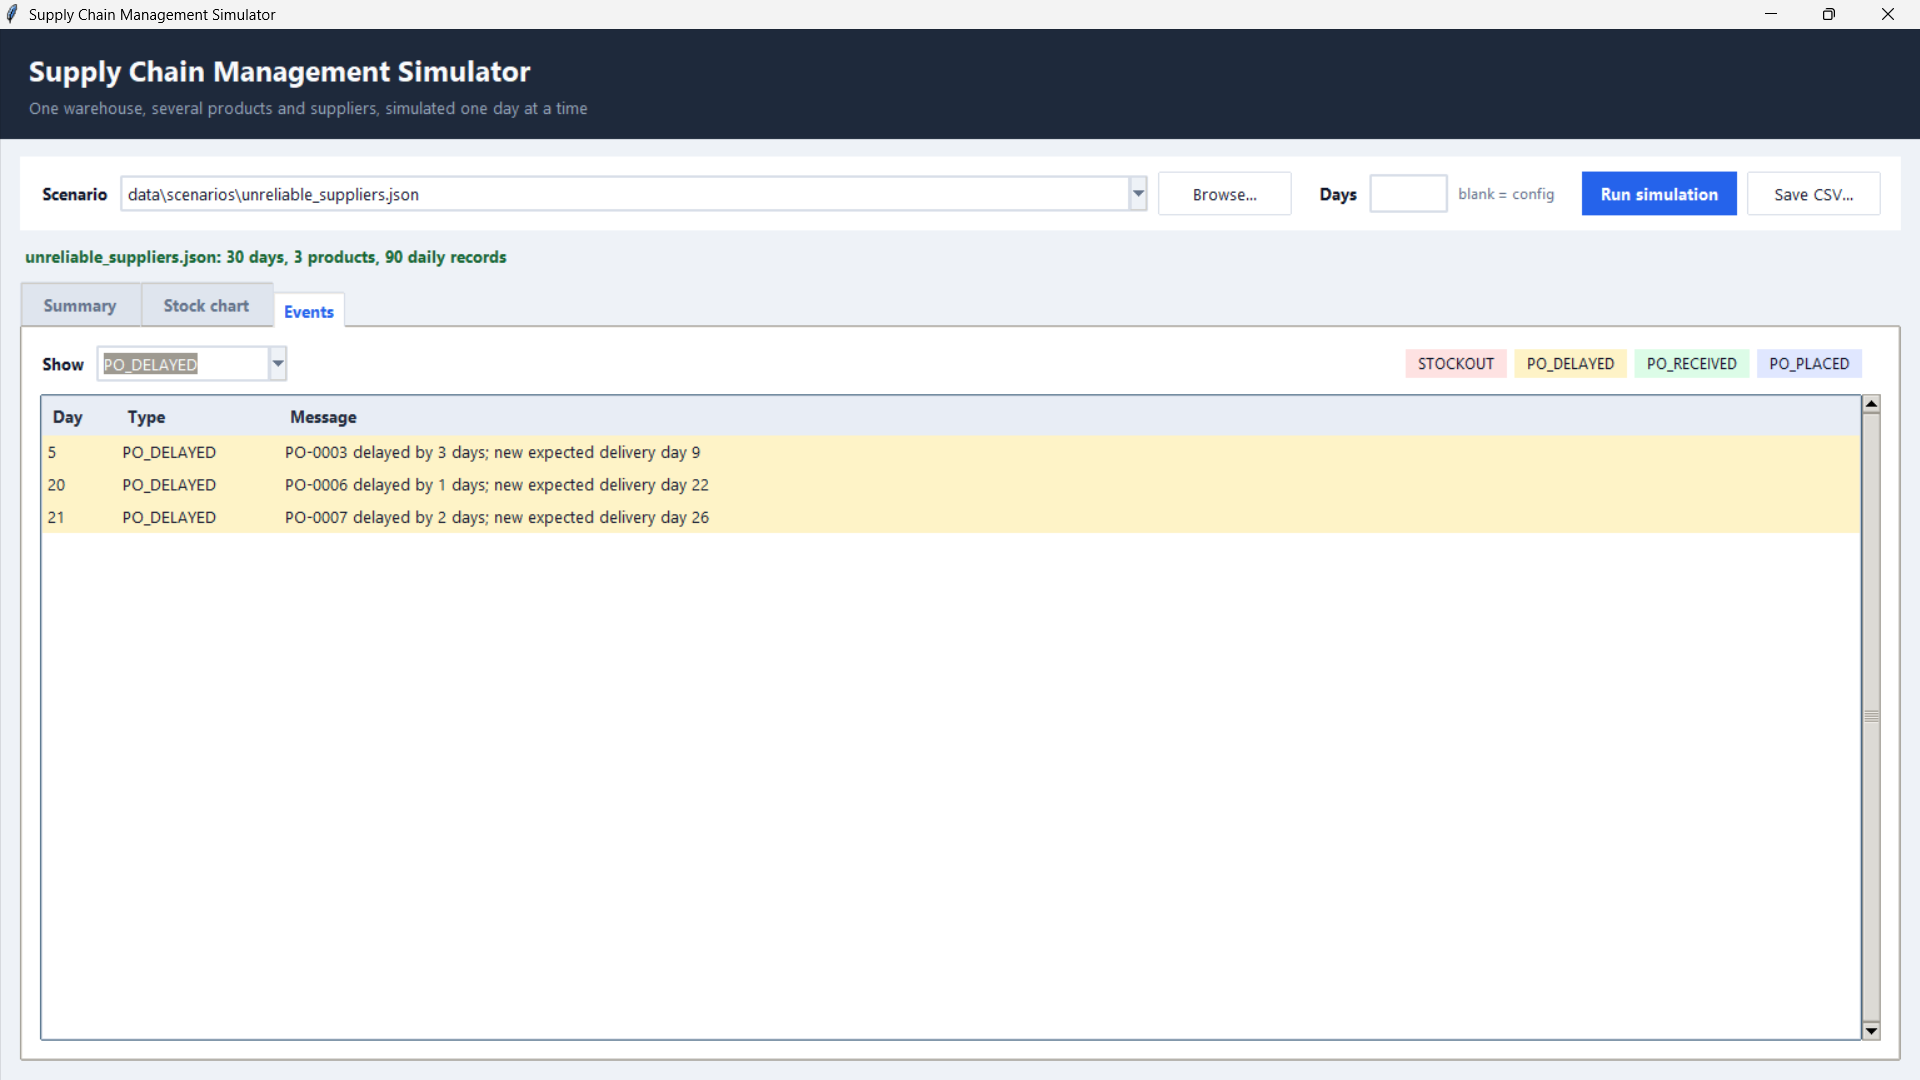 Supply Chain Management Simulator
Supply Chain Management Simulator
One warehouse, several products and suppliers, simulated one day at a time
Scenario data\scenarios\unreliable_suppliers.json Browse... Days blank = config Run simulation Save CSV...
unreliable_suppliers.json: 30 days, 3 products, 90 daily records
Summary Stock chart Events
Show PO_DELAYED STOCKOUT PO_DELAYED PO_RECEIVED PO_PLACED
Day Type Message
5 PO_DELAYED PO-0003 delayed by 3 days; new expected delivery day 9
20 PO_DELAYED PO-0006 delayed by 1 days; new expected delivery day 22
21 PO_DELAYED PO-0007 delayed by 2 days; new expected delivery day 26